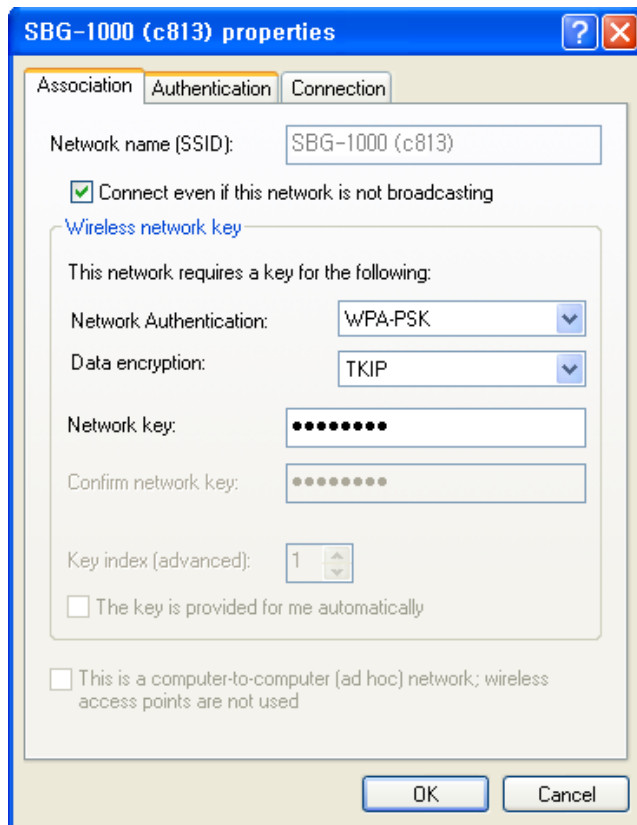 SBG-1000 (c813) properties
Association Authentication Connection
Network name (SSID): SBG-1000 (c813)
Connect even if this network is not broadcasting
Wireless network key
This network requires a key for the following:
Network Authentication: WPA-PSK
Data encryption: TKIP
Network key: ●●●●●●●●
Confirm network key: ●●●●●●●●
Key index (advanced): 1
The key is provided for me automatically
This is a computer-to-computer (ad hoc) network; wireless
access points are not used
OK Cancel